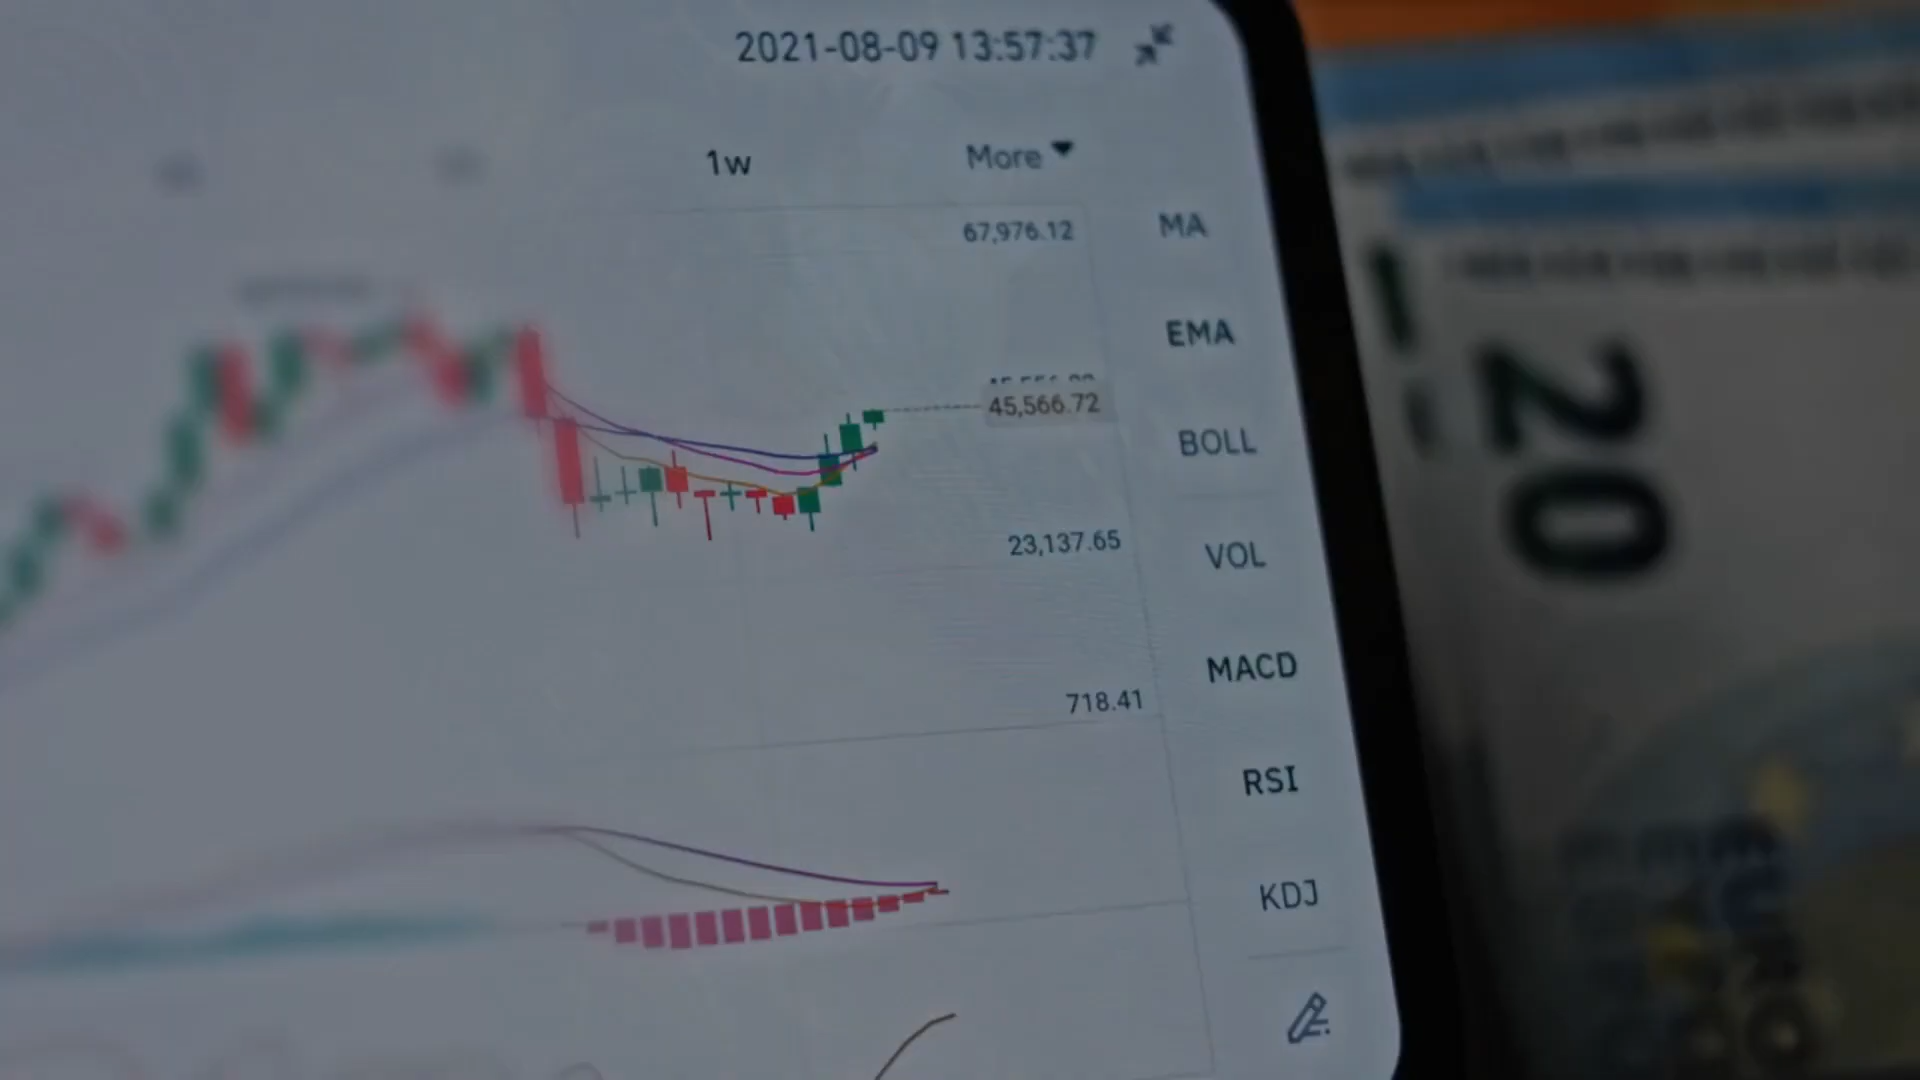 2021-08-09 13:57:37
1w
More
67,976.12
MA
EMA
45,566.72
BOLL
23,137.65
VOL
MACD
718.41
RSI
KDJ
20
EURO